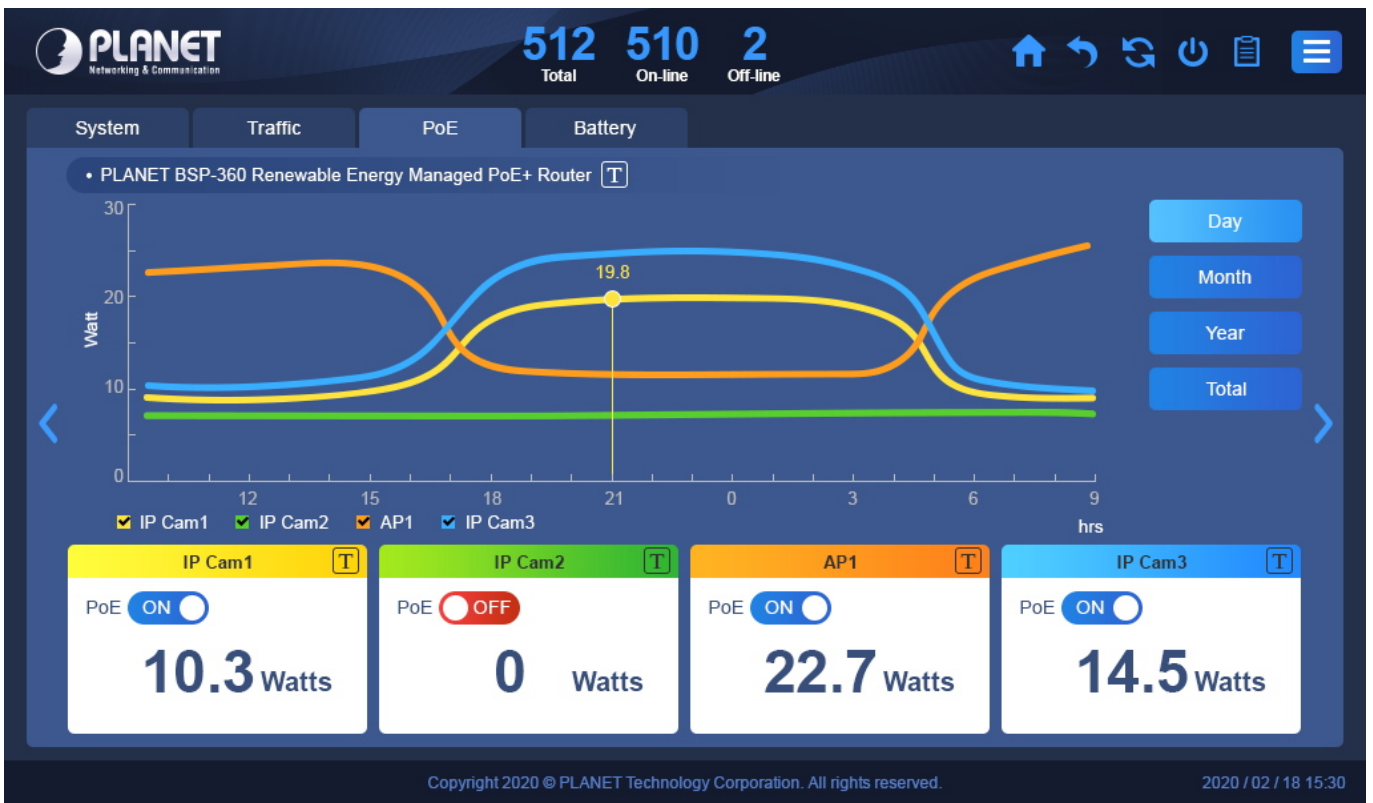 PLANET
Networking & Communication
512 510 2
Total On-line Off-line
System Traffic PoE Battery
• PLANET BSP-360 Renewable Energy Managed PoE+ Router T
30
20
10
0
Watt
19.8
12 15 18 21 0 3 6 9
hrs
Day
Month
Year
Total
IP Cam1 IP Cam2 AP1 IP Cam3
IP Cam1 T
PoE ON
10.3 Watts
IP Cam2 T
PoE OFF
0 Watts
AP1 T
PoE ON
22.7 Watts
IP Cam3 T
PoE ON
14.5 Watts
Copyright 2020 © PLANET Technology Corporation. All rights reserved.
2020 / 02 / 18 15:30